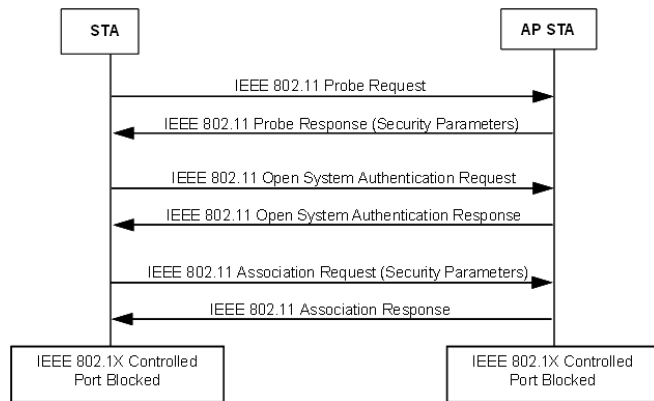 STA
AP STA
IEEE 802.11 Probe Request
IEEE 802.11 Probe Response (Security Parameters)
IEEE 802.11 Open System Authentication Request
IEEE 802.11 Open System Authentication Response
IEEE 802.11 Association Request (Security Parameters)
IEEE 802.11 Association Response
IEEE 802.1X Controlled
Port Blocked
IEEE 802.1X Controlled
Port Blocked